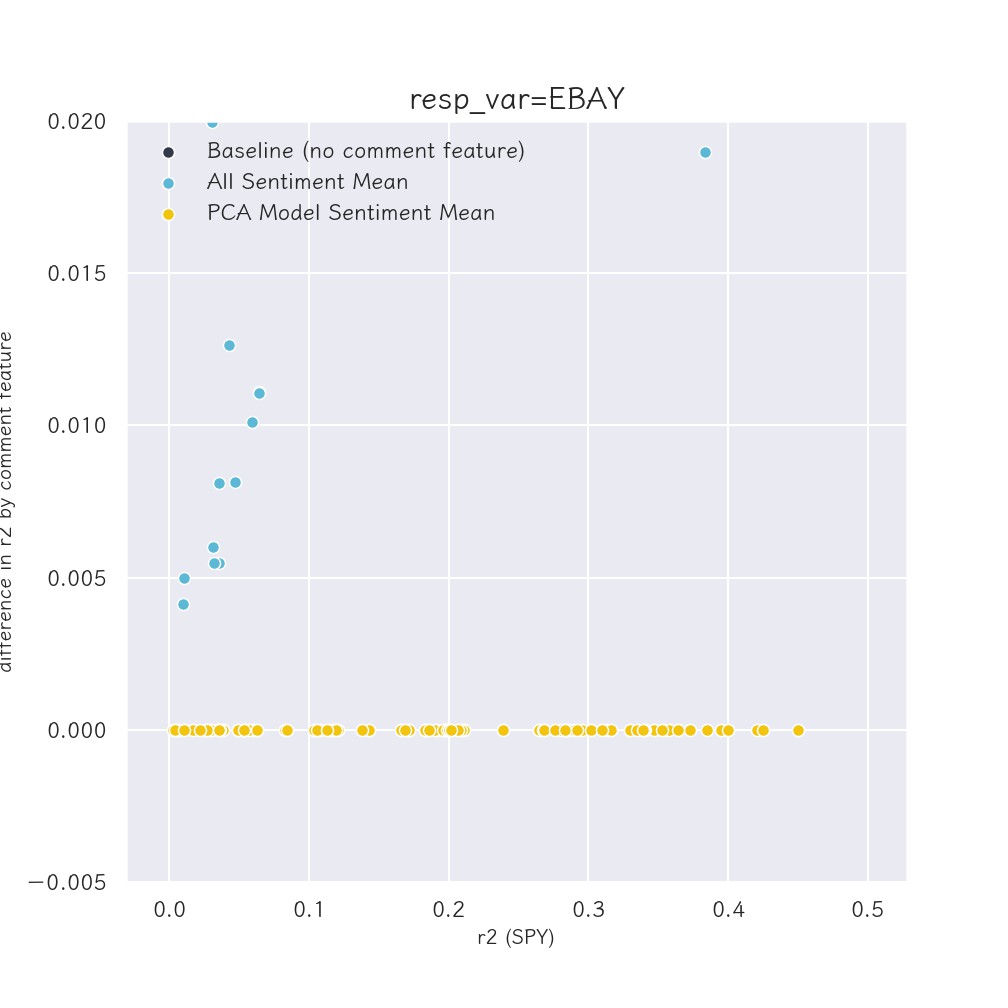 resp_var=EBAY
0.020
0.015
0.010
0.005
0.000
−0.005
difference in r2 by comment feature
Baseline (no comment feature)
All Sentiment Mean
PCA Model Sentiment Mean
0.0 0.1 0.2 0.3 0.4 0.5
r2 (SPY)